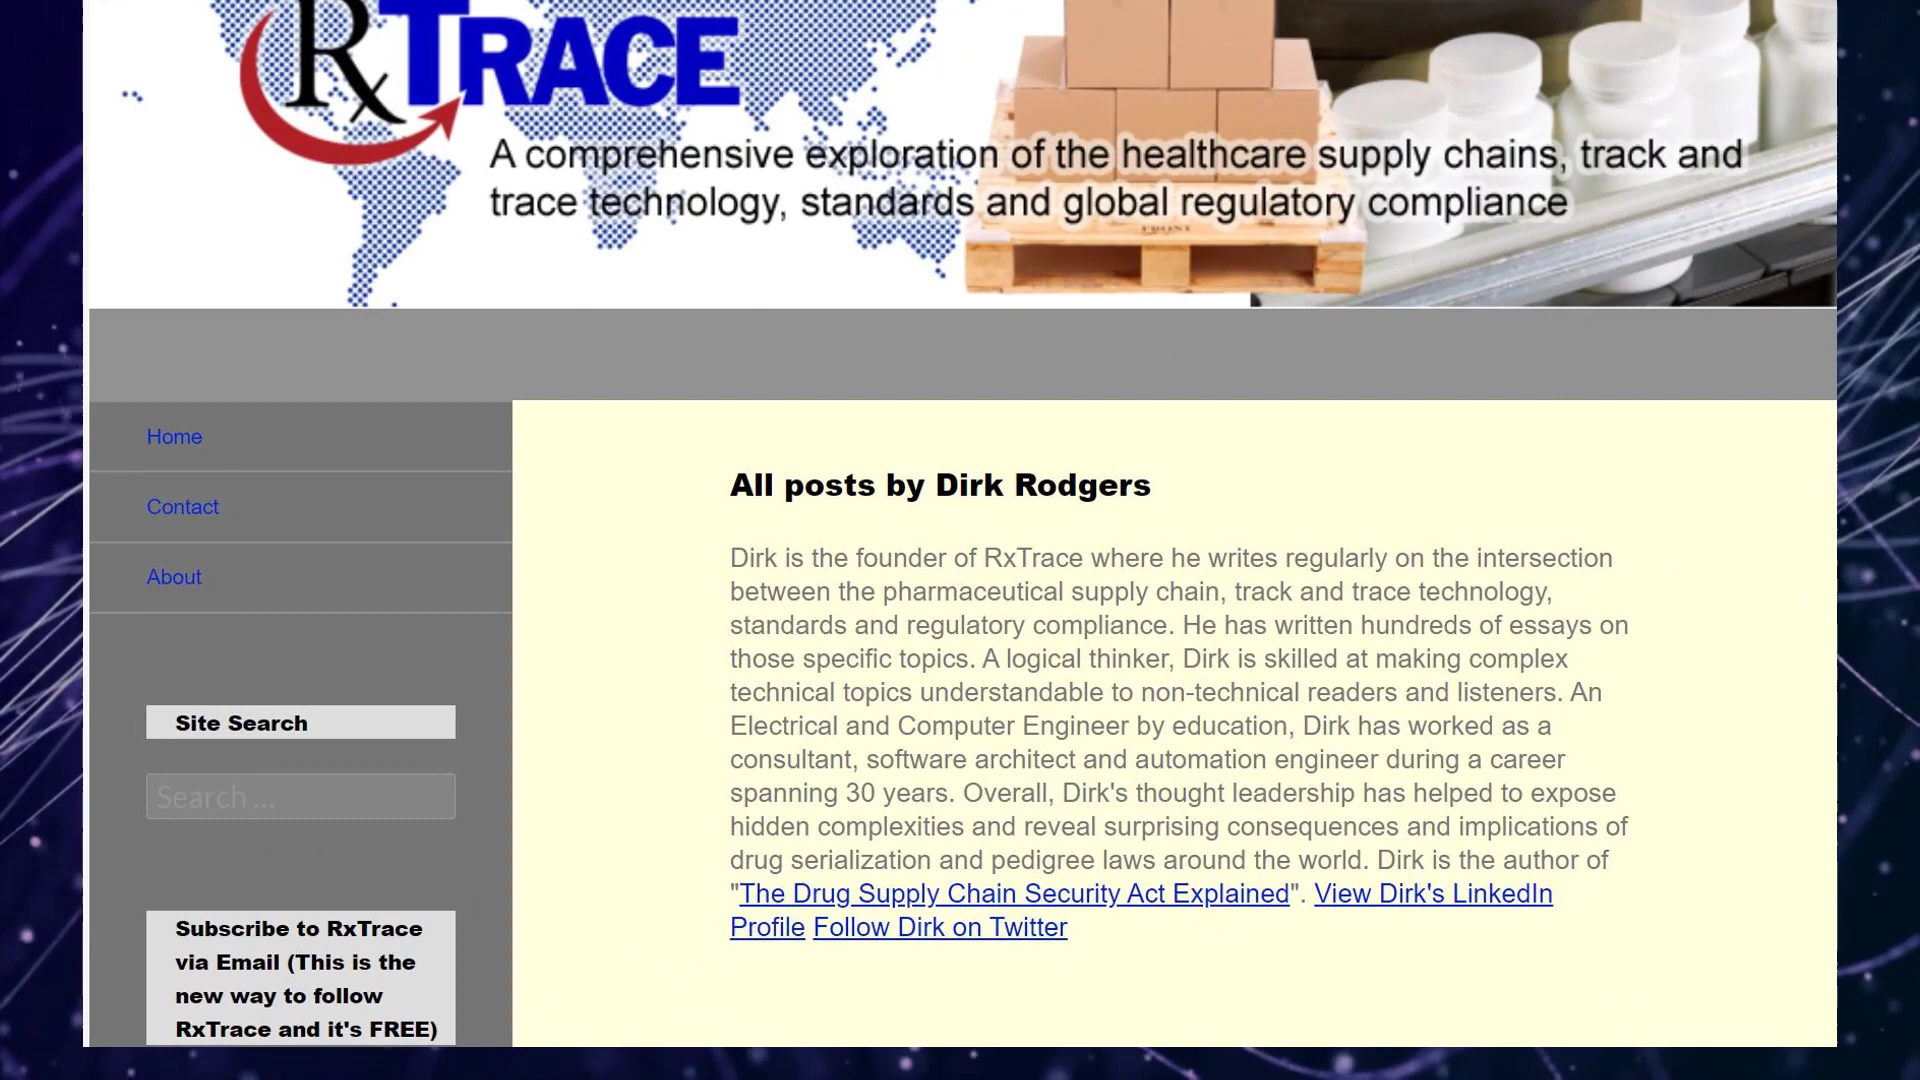 RxTRACE
A comprehensive exploration of the healthcare supply chains, track and
trace technology, standards and global regulatory compliance
FRONT
Home
Contact
About
Site Search
Search ...
Subscribe to RxTrace
via Email (This is the
new way to follow
RxTrace and it's FREE)
All posts by Dirk Rodgers
Dirk is the founder of RxTrace where he writes regularly on the intersection
between the pharmaceutical supply chain, track and trace technology,
standards and regulatory compliance. He has written hundreds of essays on
those specific topics. A logical thinker, Dirk is skilled at making complex
technical topics understandable to non-technical readers and listeners. An
Electrical and Computer Engineer by education, Dirk has worked as a
consultant, software architect and automation engineer during a career
spanning 30 years. Overall, Dirk's thought leadership has helped to expose
hidden complexities and reveal surprising consequences and implications of
drug serialization and pedigree laws around the world. Dirk is the author of
"The Drug Supply Chain Security Act Explained". View Dirk's LinkedIn
Profile Follow Dirk on Twitter